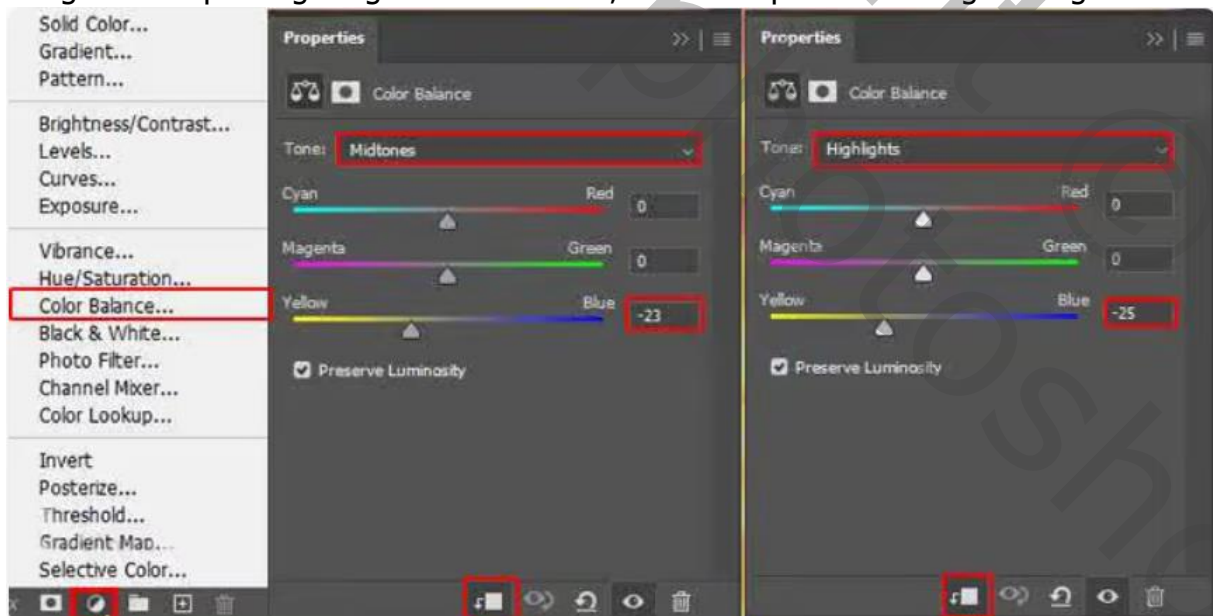 Solid Color...
Gradient...
Pattern...
Brightness/Contrast...
Levels...
Curves...
Exposure...
Vibrance...
Hue/Saturation...
Color Balance...
Black & White...
Photo Filter...
Channel Mixer...
Color Lookup...
Invert
Posterize...
Threshold...
Gradient Map...
Selective Color...
Properties
Color Balance
Tone: Midtones
Cyan Red 0
Magenta Green 0
Yellow Blue -23
Preserve Luminosity
Properties
Color Balance
Tone: Highlights
Cyan Red 0
Magenta Green 0
Yellow Blue -25
Preserve Luminosity